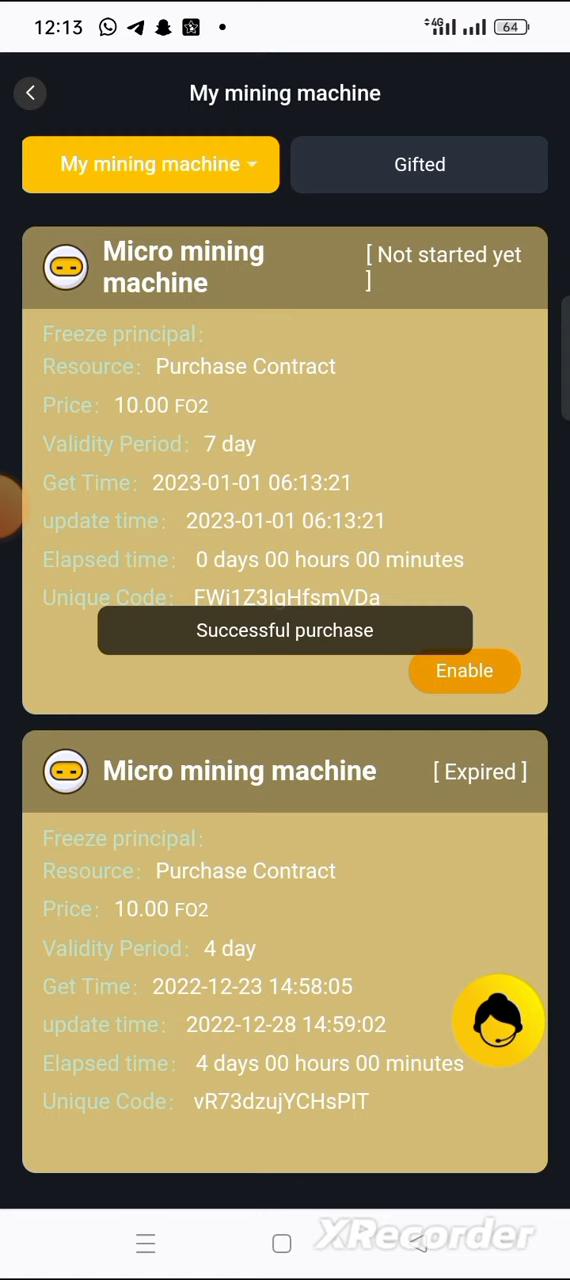 12:13
4G
64
My mining machine
My mining machine
Gifted
Micro mining
machine
[ Not started yet
]
Freeze principal:
Resource: Purchase Contract
Price: 10.00 FO2
Validity Period: 7 day
Get Time: 2023-01-01 06:13:21
update time: 2023-01-01 06:13:21
Elapsed time: 0 days 00 hours 00 minutes
Unique Code: FWi1Z3IgHfsmVDa
Successful purchase
Enable
Micro mining machine
[ Expired ]
Freeze principal:
Resource: Purchase Contract
Price: 10.00 FO2
Validity Period: 4 day
Get Time: 2022-12-23 14:58:05
update time: 2022-12-28 14:59:02
Elapsed time: 4 days 00 hours 00 minutes
Unique Code: vR73dzujYCHsPIT
XRecorder